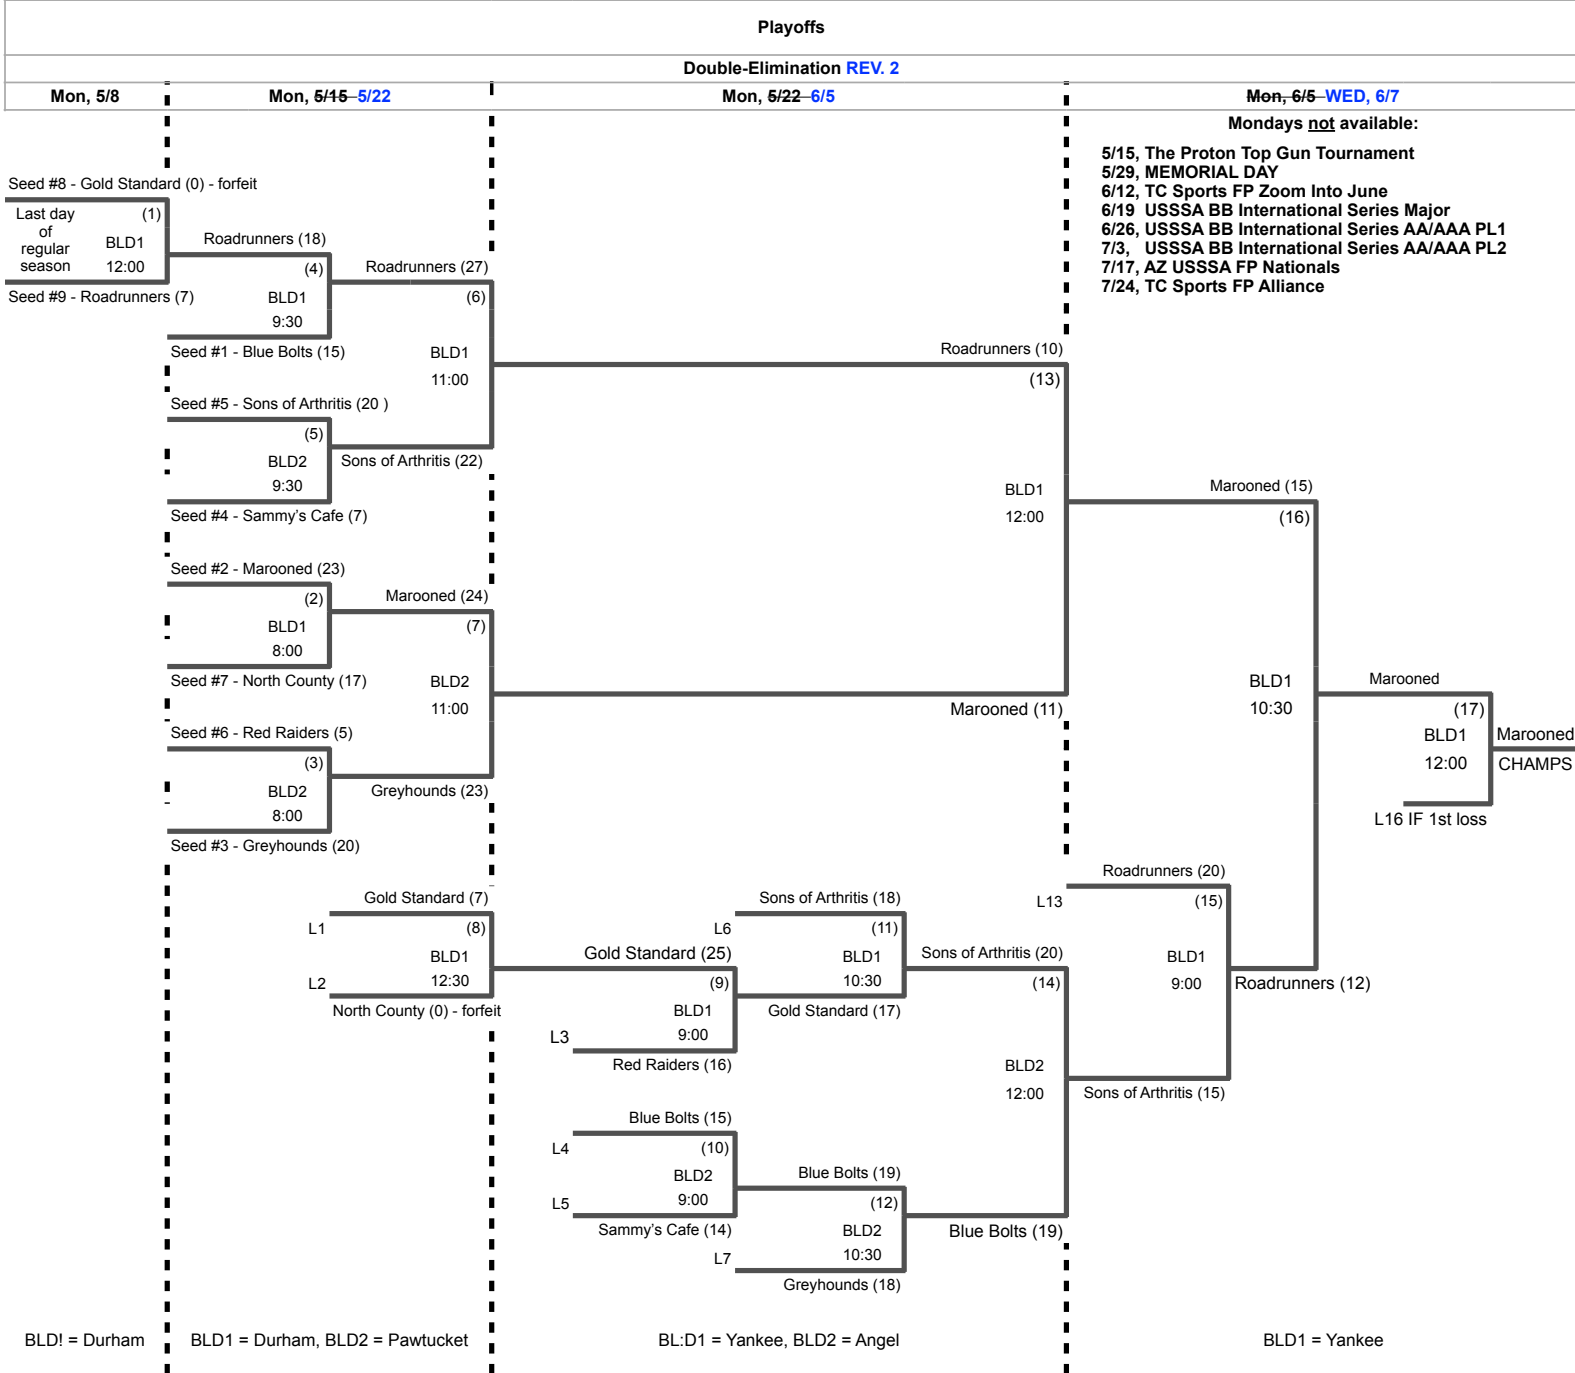 Playoffs
Double-Elimination REV. 2
Mon, 5/8
Mon, 5/15 5/22
Mon, 5/22 6/5
Mon, 6/5 WED, 6/7
Mondays not available:
5/15, The Proton Top Gun Tournament
5/29, MEMORIAL DAY
6/12, TC Sports FP Zoom Into June
6/19 USSSA BB International Series Major
6/26, USSSA BB International Series AA/AAA PL1
7/3, USSSA BB International Series AA/AAA PL2
7/17, AZ USSSA FP Nationals
7/24, TC Sports FP Alliance
Seed #8 - Gold Standard (0) - forfeit
Last day
of
regular
season
(1)
BLD1
12:00
Seed #9 - Roadrunners (7)
Roadrunners (18)
(4)
BLD1
9:30
Seed #1 - Blue Bolts (15)
Roadrunners (27)
(6)
BLD1
11:00
Seed #5 - Sons of Arthritis (20 )
(5)
BLD2
9:30
Sons of Arthritis (22)
Seed #4 - Sammy's Cafe (7)
Seed #2 - Marooned (23)
(2)
BLD1
8:00
Seed #7 - North County (17)
Marooned (24)
(7)
BLD2
11:00
Seed #6 - Red Raiders (5)
(3)
BLD2
8:00
Greyhounds (23)
Seed #3 - Greyhounds (20)
Roadrunners (10)
(13)
BLD1
12:00
Marooned (11)
Marooned (15)
(16)
BLD1
10:30
Marooned
(17)
BLD1
12:00
Marooned
CHAMPS
L16 IF 1st loss
Gold Standard (7)
L1
(8)
BLD1
12:30
L2
North County (0) - forfeit
Gold Standard (25)
(9)
BLD1
9:00
L3
Red Raiders (16)
Sons of Arthritis (18)
L6
(11)
BLD1
10:30
Gold Standard (17)
Sons of Arthritis (20)
(14)
BLD2
12:00
Blue Bolts (15)
L4
(10)
BLD2
9:00
L5
Sammy's Cafe (14)
Blue Bolts (19)
(12)
BLD2
10:30
L7
Greyhounds (18)
Blue Bolts (19)
Roadrunners (20)
L13
(15)
BLD1
9:00
Roadrunners (12)
Sons of Arthritis (15)
BLD! = Durham
BLD1 = Durham, BLD2 = Pawtucket
BL:D1 = Yankee, BLD2 = Angel
BLD1 = Yankee